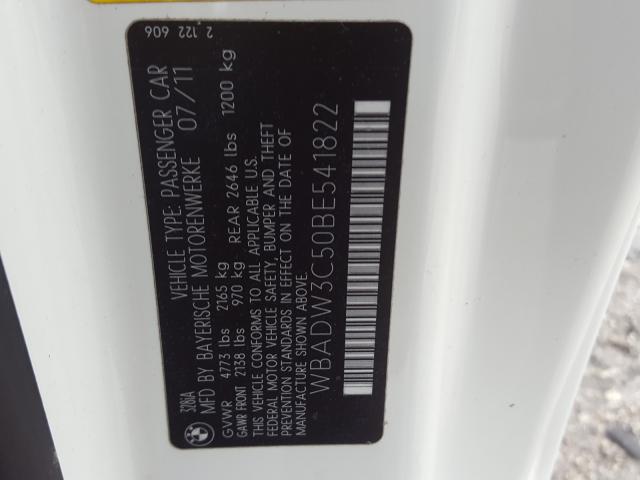 2 122 606
328IA
VEHICLE TYPE: PASSENGER CAR
MFD BY BAYERISCHE MOTORENWERKE 07/11
GVWR 4773 lbs 2165 kg
GAWR FRONT 2138 lbs 970 kg REAR 2646 lbs 1200 kg
THIS VEHICLE CONFORMS TO ALL APPLICABLE U.S.
FEDERAL MOTOR VEHICLE SAFETY, BUMPER AND THEFT
PREVENTION STANDARDS IN EFFECT ON THE DATE OF
MANUFACTURE SHOWN ABOVE.
WBADW3C50BE541822